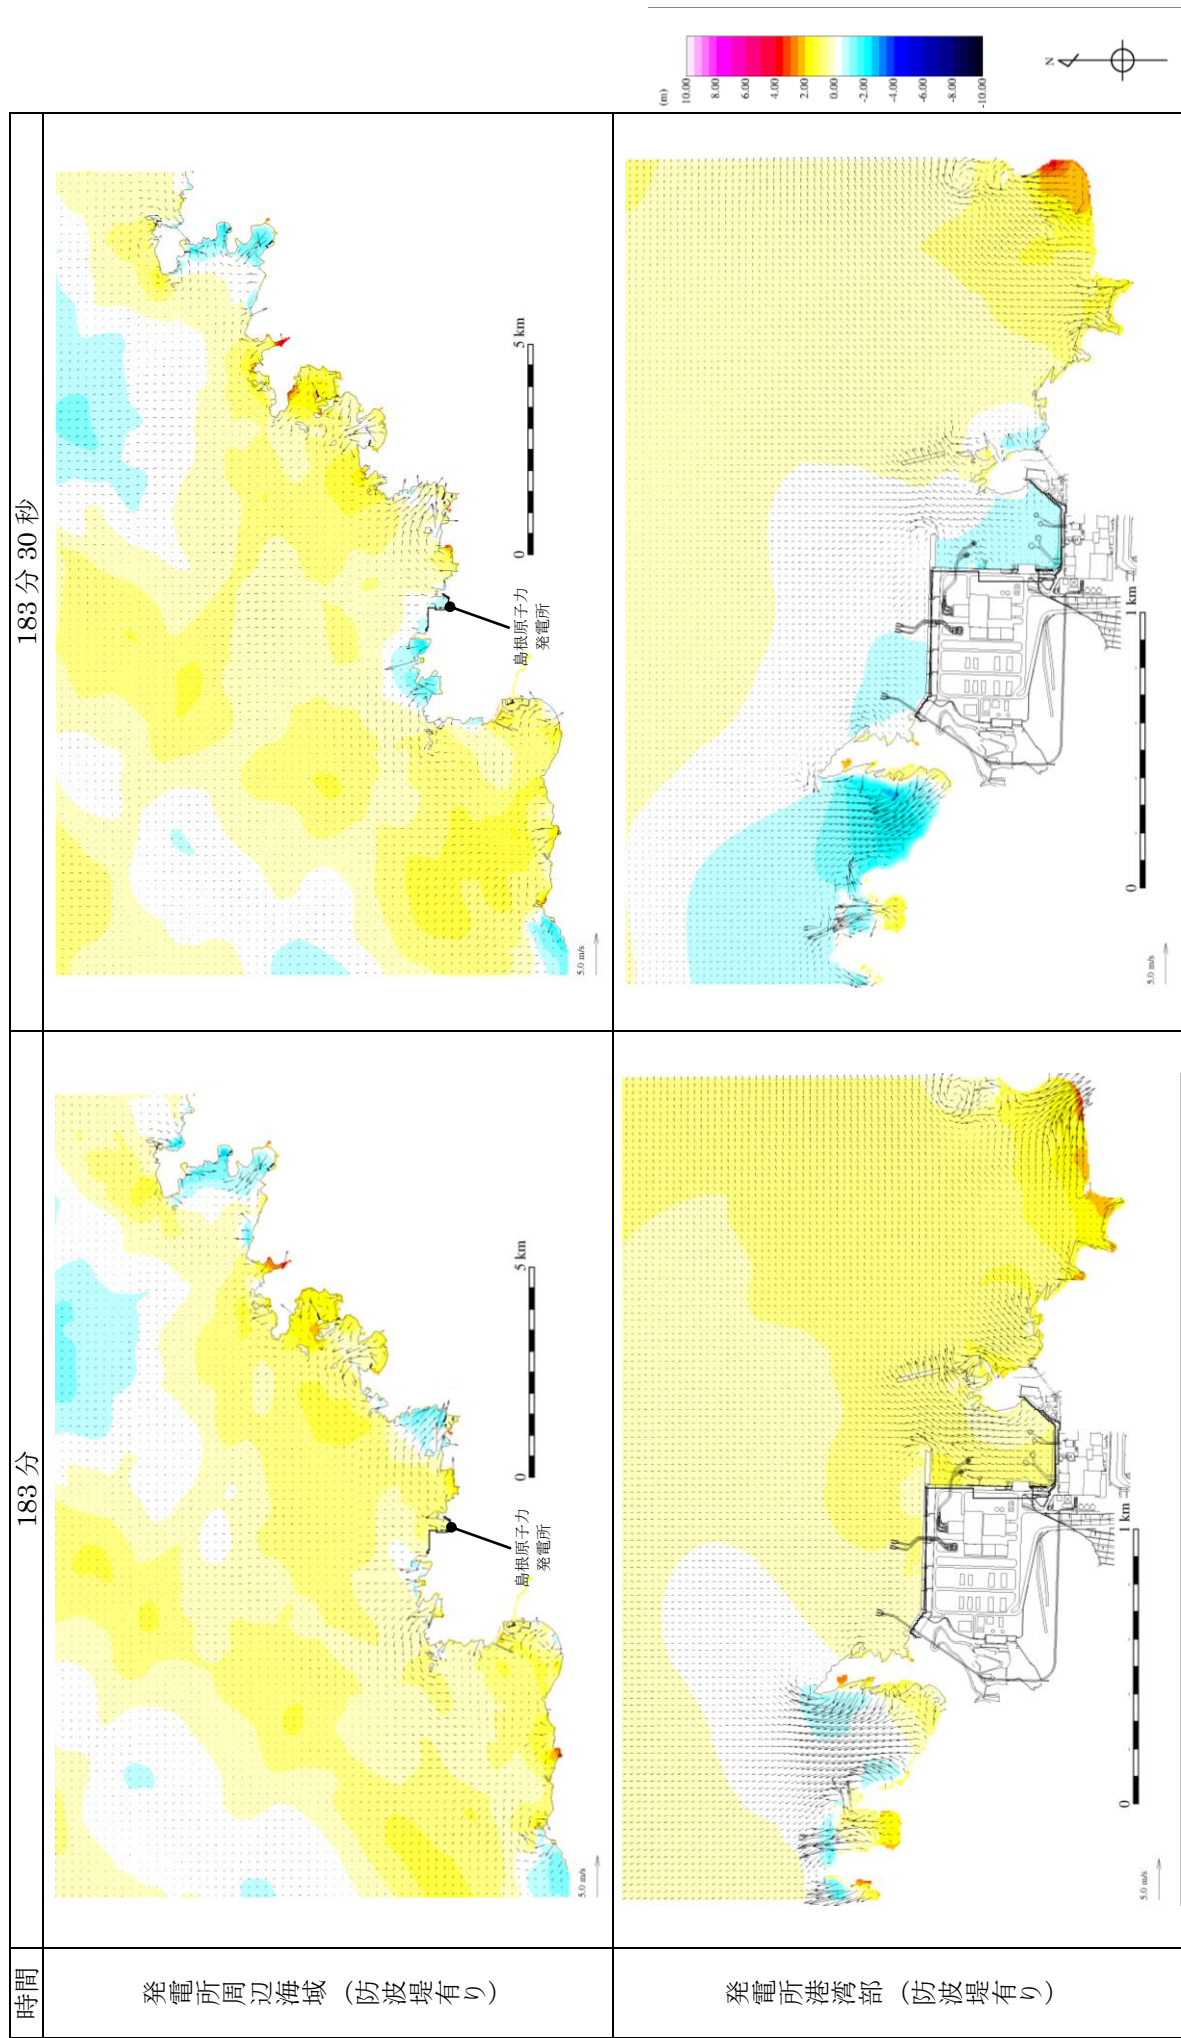 時間
183分
183分30秒
発電所周辺海域（防波堤有り）
島根原子力
発電所
0
5 km
5.0 m/s
島根原子力
発電所
0
5 km
5.0 m/s
発電所港湾部（防波堤有り）
0
1 km
5.0 m/s
0
1 km
5.0 m/s
(m)
10.00
8.00
6.00
4.00
2.00
0.00
-2.00
-4.00
-6.00
-8.00
-10.00
N